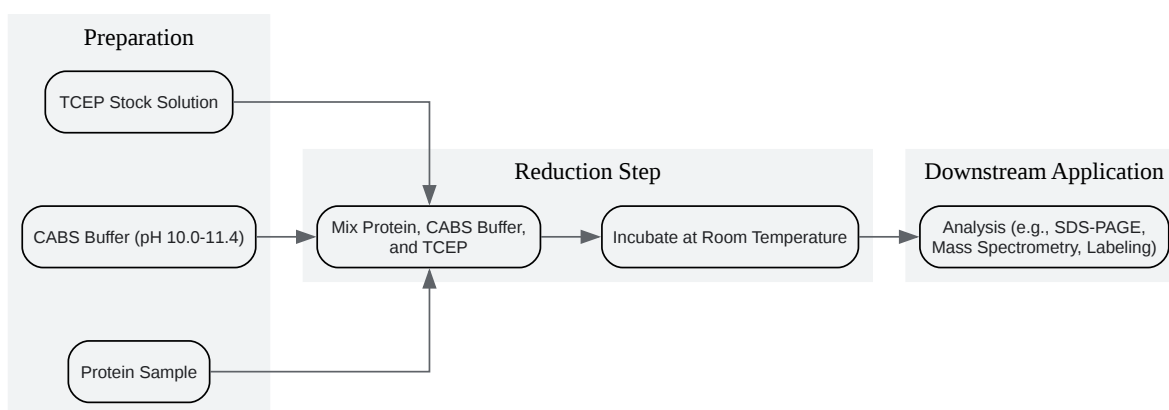 Preparation
TCEP Stock Solution
CABS Buffer (pH 10.0-11.4)
Protein Sample
Reduction Step
Mix Protein, CABS Buffer,
and TCEP
Incubate at Room Temperature
Downstream Application
Analysis (e.g., SDS-PAGE,
Mass Spectrometry, Labeling)